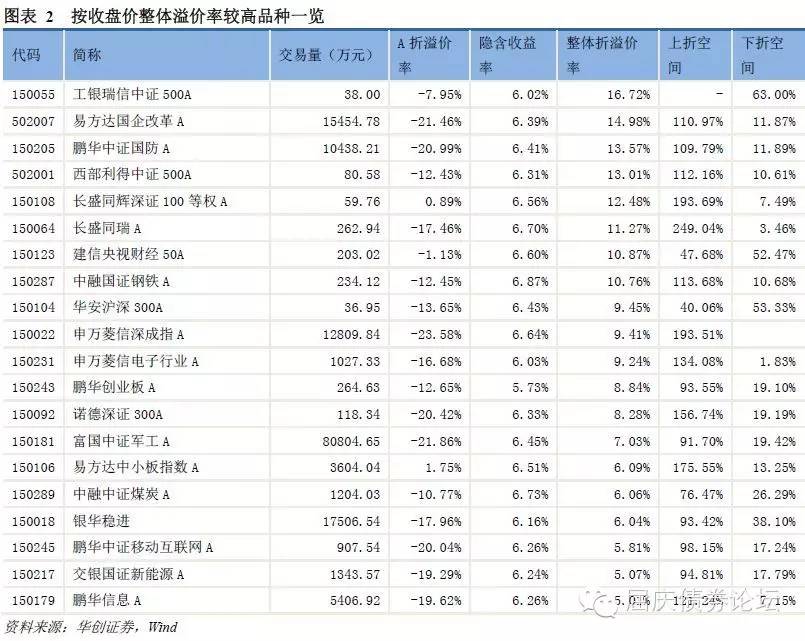 图表 2 按收盘价整体溢价率较高品种一览
代码 简称 交易量（万元） A 折溢价率 隐含收益率 整体折溢价率 上折空间 下折空间
150055 工银瑞信中证 500A 38.00 -7.95% 6.02% 16.72% - 63.00%
502007 易方达国企改革 A 15454.78 -21.46% 6.39% 14.98% 110.97% 11.87%
150205 鹏华中证国防 A 10438.21 -20.99% 6.41% 13.57% 109.79% 11.89%
502001 西部利得中证 500A 80.58 -12.43% 6.31% 13.01% 112.16% 10.61%
150108 长盛同辉深证 100 等权 A 59.76 0.89% 6.56% 12.48% 193.69% 7.49%
150064 长盛同瑞 A 262.94 -17.46% 6.70% 11.27% 249.04% 3.46%
150123 建信央视财经 50A 203.02 -1.13% 6.60% 10.87% 47.68% 52.47%
150287 中融国证钢铁 A 234.12 -12.45% 6.87% 10.76% 113.68% 10.68%
150104 华安沪深 300A 36.95 -13.65% 6.43% 9.45% 40.06% 53.33%
150022 申万菱信深成指 A 12809.84 -23.58% 6.64% 9.41% 193.51%
150231 申万菱信电子行业 A 1027.33 -16.68% 6.03% 9.24% 134.08% 1.83%
150243 鹏华创业板 A 264.63 -12.65% 5.73% 8.84% 93.55% 19.10%
150092 诺德深证 300A 118.34 -20.42% 6.33% 8.28% 156.74% 19.19%
150181 富国中证军工 A 80804.65 -21.86% 6.45% 7.03% 91.70% 19.42%
150106 易方达中小板指数 A 3604.04 1.75% 6.51% 6.09% 175.55% 13.25%
150289 中融中证煤炭 A 1204.03 -10.77% 6.73% 6.06% 76.47% 26.29%
150018 银华稳进 17506.54 -17.96% 6.16% 6.04% 93.42% 38.10%
150245 鹏华中证移动互联网 A 907.54 -20.04% 6.26% 5.81% 98.15% 17.24%
150217 交银国证新能源 A 1343.57 -19.29% 6.24% 5.07% 94.81% 17.79%
150179 鹏华信息 A 5406.92 -19.62% 6.26%
屈庆债券论坛
资料来源：华创证券，Wind